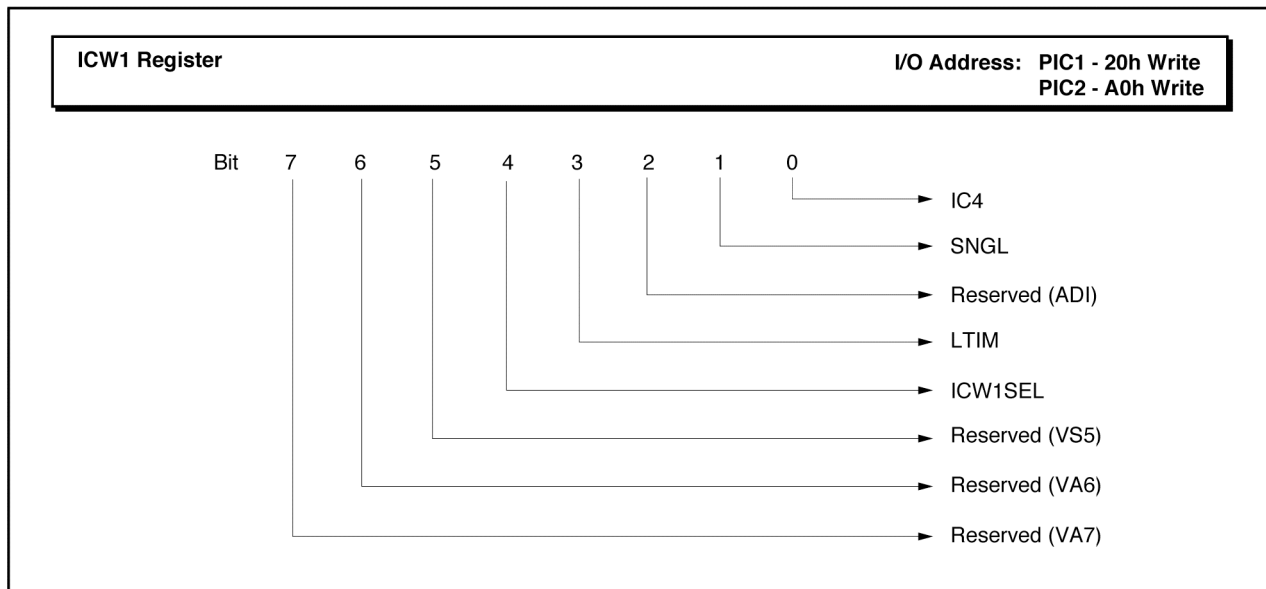 ICW1 Register
I/O Address: PIC1 - 20h Write
PIC2 - A0h Write
Bit 7 6 5 4 3 2 1 0
IC4
SNGL
Reserved (ADI)
LTIM
ICW1SEL
Reserved (VS5)
Reserved (VA6)
Reserved (VA7)